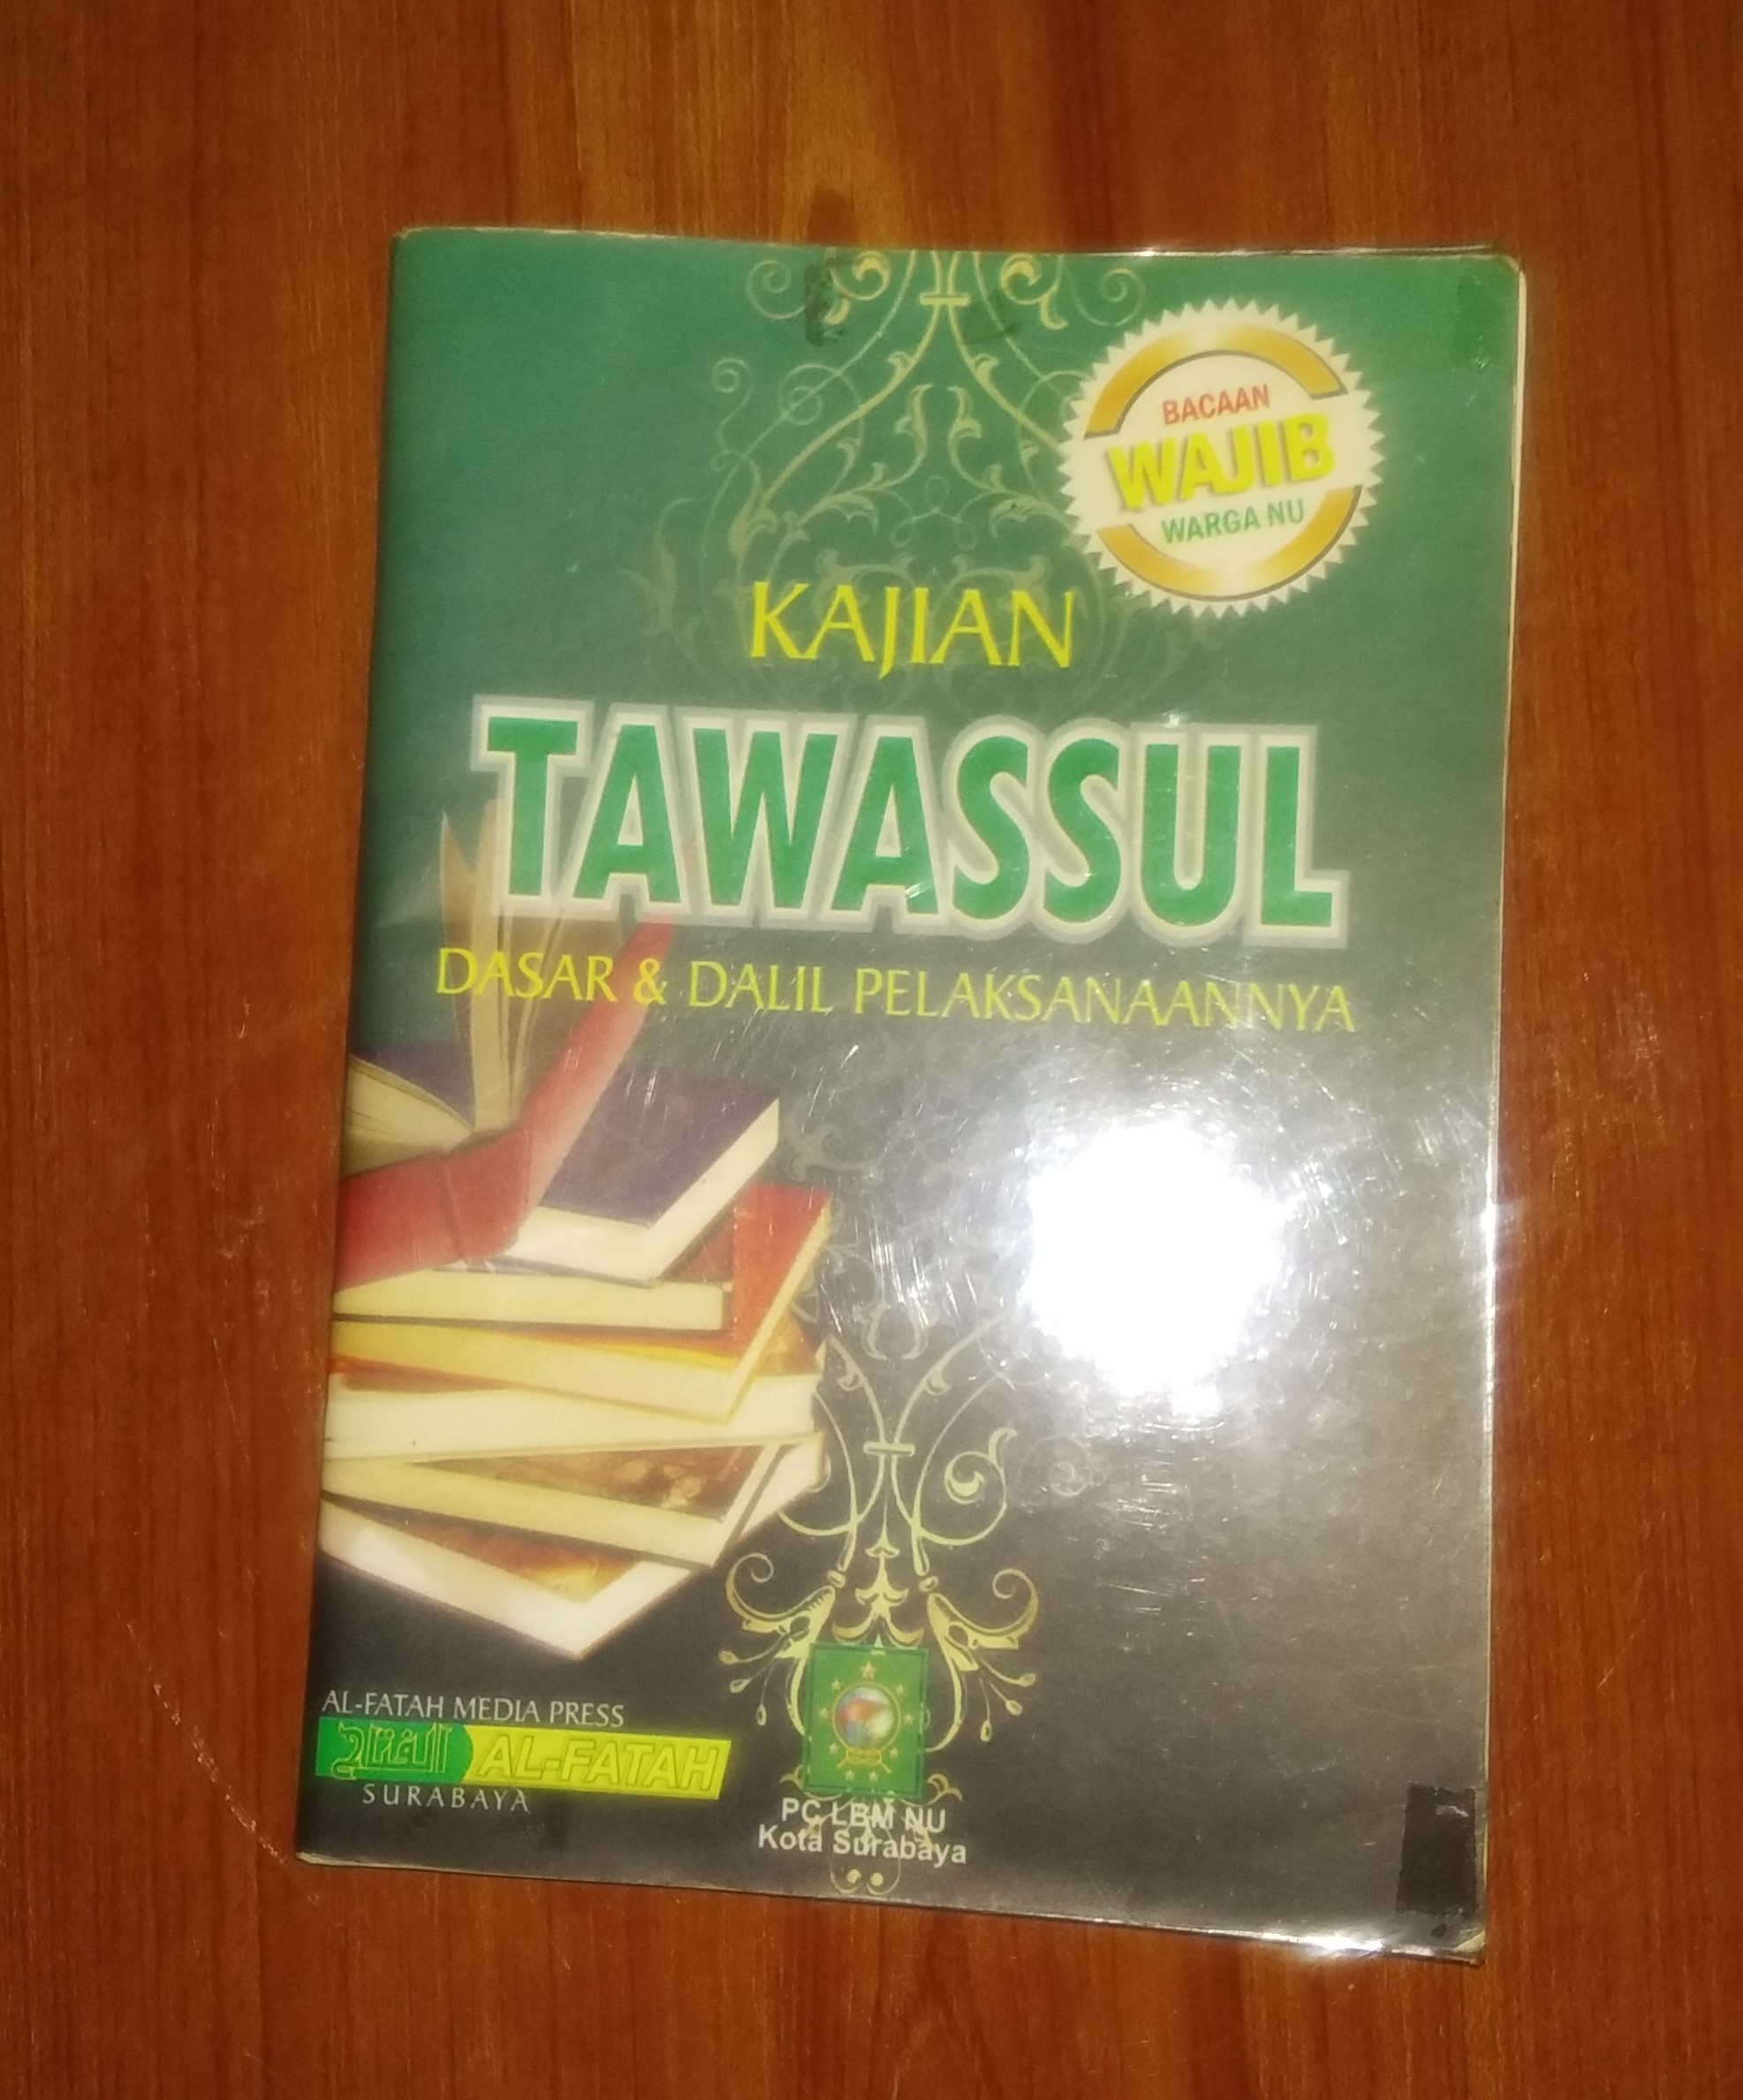 BACAAN
WAJIB
WARGA NU
KAJIAN
TAWASSUL
DASAR & DALIL PELAKSANAANNYA
AL-FATAH MEDIA PRESS
الفتاح AL-FATAH
SURABAYA
PC LBM NU
Kota Surabaya